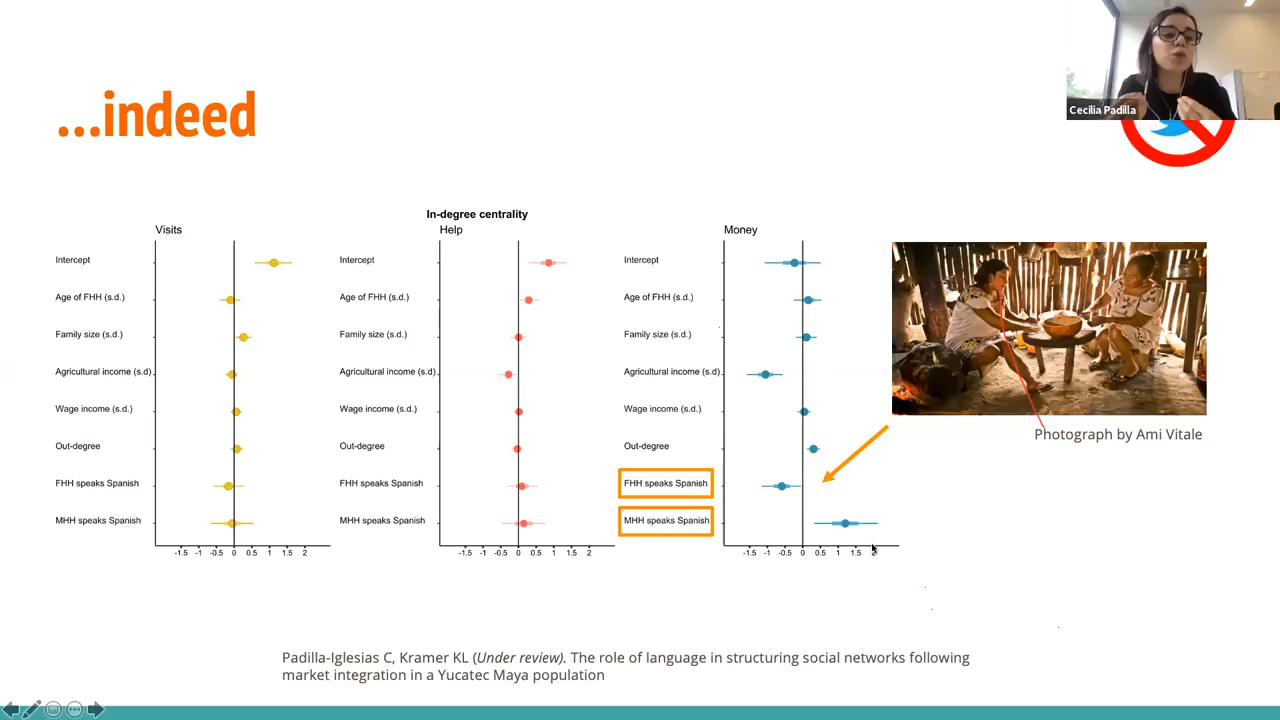 Cecilia Padilla
...indeed
In-degree centrality
Visits
Intercept
Age of FHH (s.d.)
Family size (s.d.)
Agricultural income (s.d)
Wage income (s.d.)
Out-degree
FHH speaks Spanish
MHH speaks Spanish
-1.5 -1 -0.5 0 0.5 1 1.5 2
Help
Intercept
Age of FHH (s.d.)
Family size (s.d.)
Agricultural income (s.d)
Wage income (s.d.)
Out-degree
FHH speaks Spanish
MHH speaks Spanish
-1.5 -1 -0.5 0 0.5 1 1.5 2
Money
Intercept
Age of FHH (s.d.)
Family size (s.d.)
Agricultural income (s.d)
Wage income (s.d.)
Out-degree
FHH speaks Spanish
MHH speaks Spanish
-1.5 -1 -0.5 0 0.5 1 1.5 2
Photograph by Ami Vitale
Padilla-Iglesias C, Kramer KL (Under review). The role of language in structuring social networks following
market integration in a Yucatec Maya population